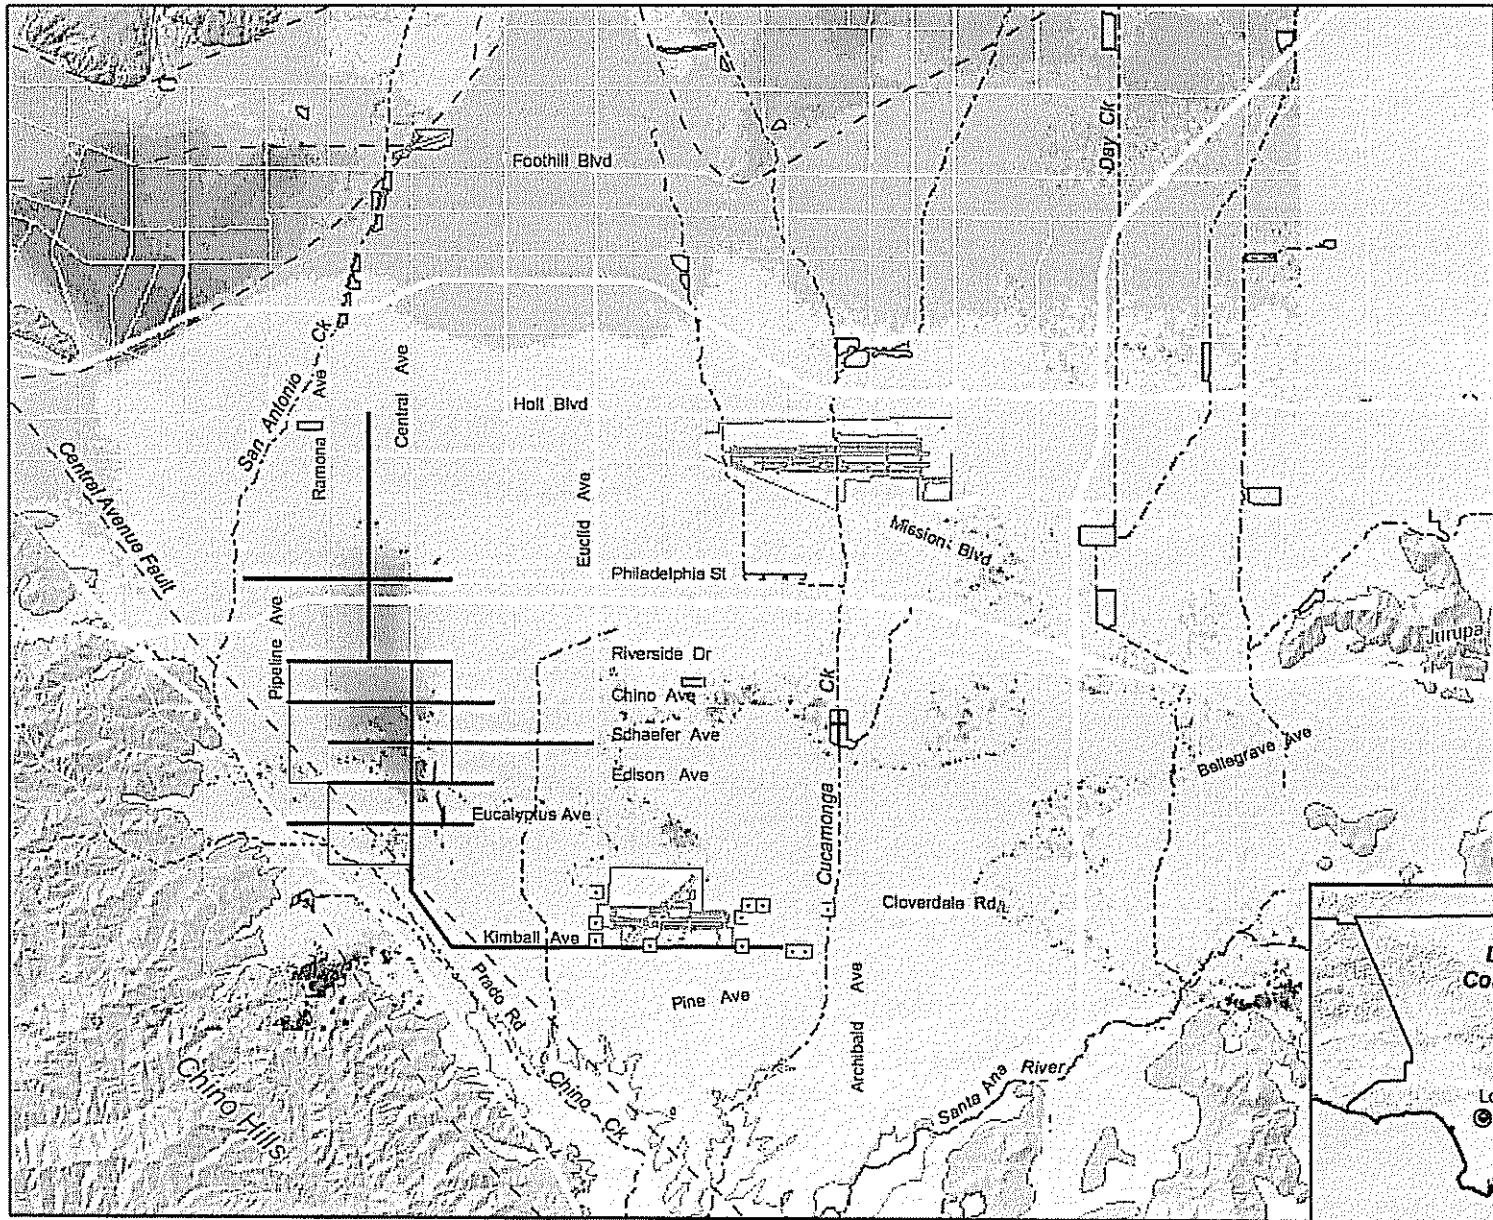 Foothill Blvd
Day Ck
San Antonio Ck
Ramona Ave
Central Ave
Holt Blvd
Euclid Ave
Central Avenue Fault
Mission Blvd
Philadelphia St
Pipeline Ave
Riverside Dr
Chino Ave
Schaefer Ave
Edison Ave
Eucalyptus Ave
Cucamonga Ck
Jurupa
Bellegrave Ave
Cloverdale Rd
Kimball Ave
Prado Rd
Pine Ave
Archibald Ave
Chino Hills
Chino Ck
Santa Ana River
Co
Lo